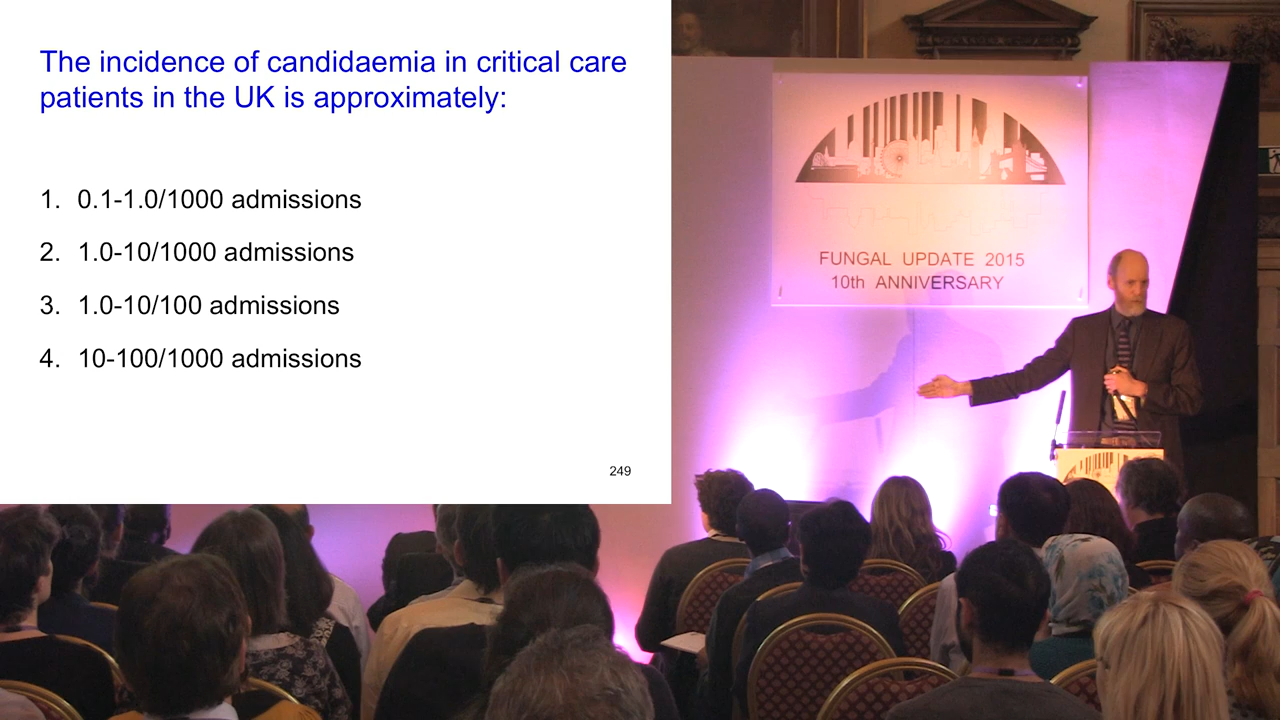 The incidence of candidaemia in critical care
patients in the UK is approximately:
1. 0.1-1.0/1000 admissions
2. 1.0-10/1000 admissions
3. 1.0-10/100 admissions
4. 10-100/1000 admissions
249
FUNGAL UPDATE 2015
10th ANNIVERSARY